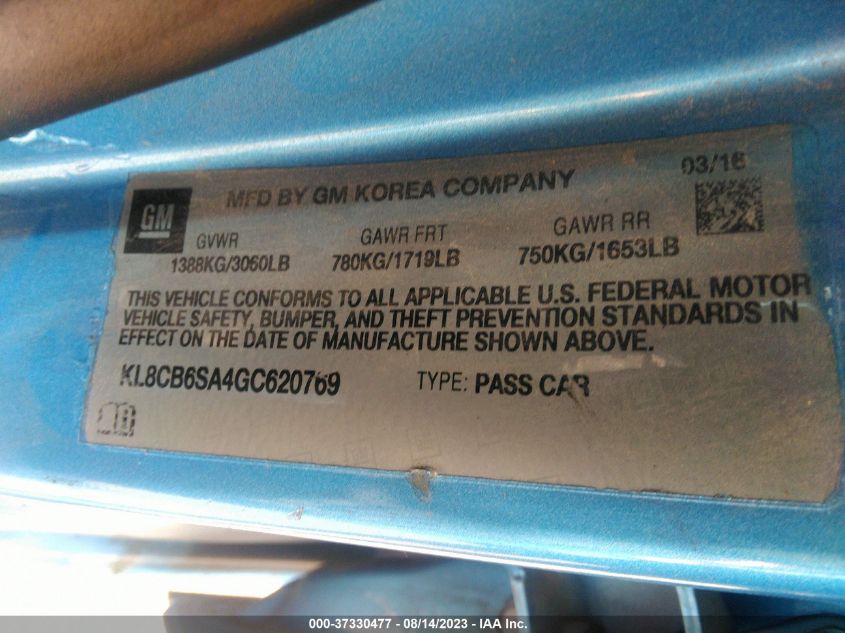 GM
MFD BY GM KOREA COMPANY
03/16
GVWR
GAWR FRT
GAWR RR
1388KG/3060LB
780KG/1719LB
750KG/1653LB
THIS VEHICLE CONFORMS TO ALL APPLICABLE U.S. FEDERAL MOTOR
VEHICLE SAFETY, BUMPER, AND THEFT PREVENTION STANDARDS IN
EFFECT ON THE DATE OF MANUFACTURE SHOWN ABOVE.
KL8CB6SA4GC620769
TYPE: PASS CAR
000-37330477 - 08/14/2023 - IAA Inc.